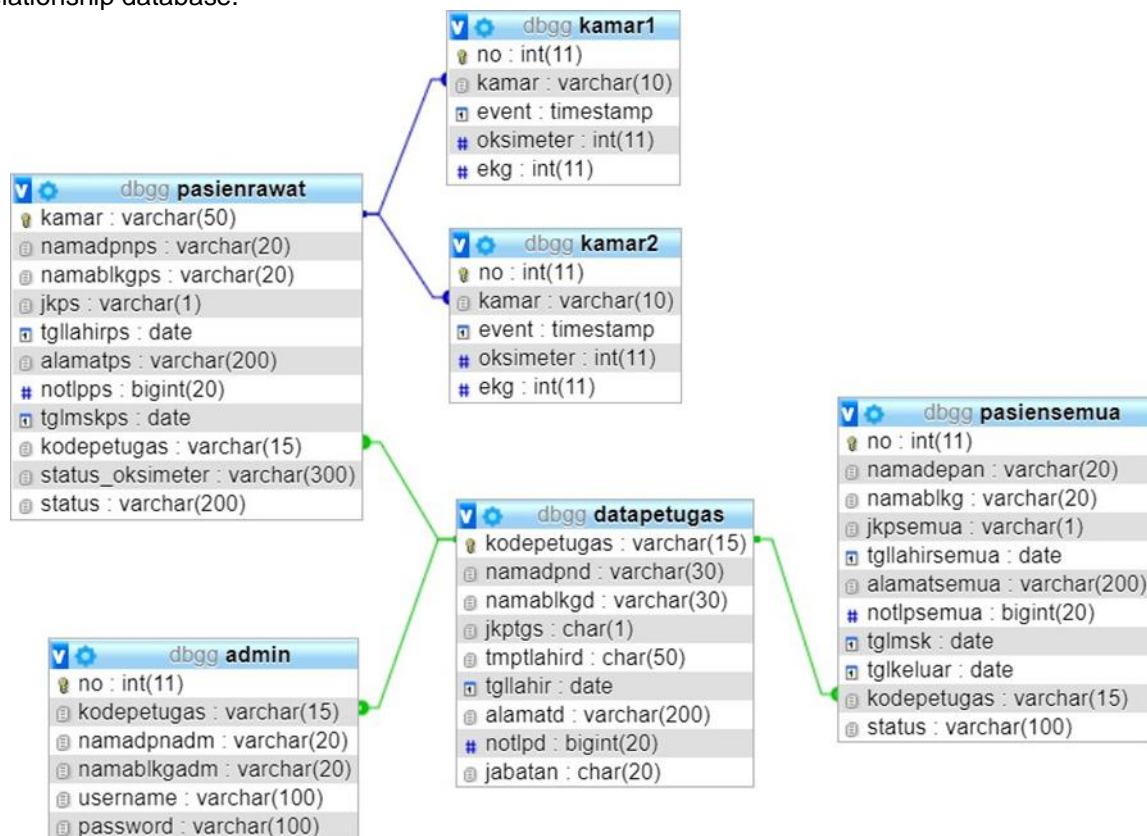 lationship database.
dbgg kamar1
no : int(11)
kamar : varchar(10)
event : timestamp
# oksimeter : int(11)
# ekg : int(11)
dbgg pasienrawat
kamar : varchar(50)
namadpnps : varchar(20)
namablkgps : varchar(20)
jkps : varchar(1)
tgllahirps : date
alamatps : varchar(200)
# notlpps : bigint(20)
tglmskps : date
kodepetugas : varchar(15)
status_oksimeter : varchar(300)
status : varchar(200)
dbgg kamar2
no : int(11)
kamar : varchar(10)
event : timestamp
# oksimeter : int(11)
# ekg : int(11)
dbgg pasiensemua
no : int(11)
namadepan : varchar(20)
namablkg : varchar(20)
jkpsemua : varchar(1)
tgllahirsemua : date
alamatsemua : varchar(200)
# notlpsemua : bigint(20)
tglmsk : date
tglkeluar : date
kodepetugas : varchar(15)
status : varchar(100)
dbgg datapetugas
kodepetugas : varchar(15)
namadpnd : varchar(30)
namablkgd : varchar(30)
jkptgs : char(1)
tmptlahird : char(50)
tgllahir : date
alamatd : varchar(200)
# notlpd : bigint(20)
jabatan : char(20)
dbgg admin
no : int(11)
kodepetugas : varchar(15)
namadpnadm : varchar(20)
namablkgadm : varchar(20)
username : varchar(100)
password : varchar(100)